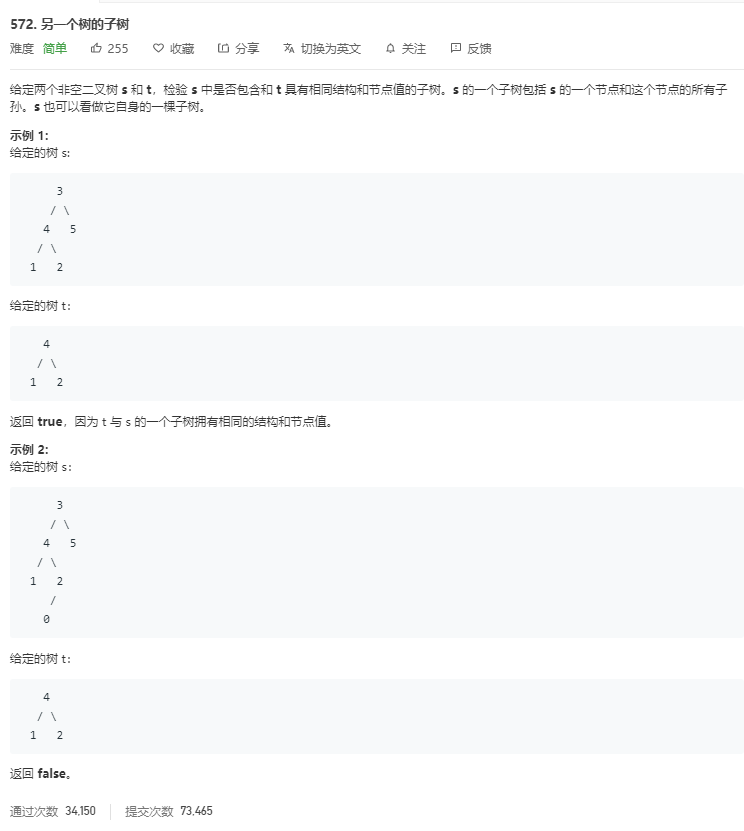 572. 另一个树的子树
难度 简单 255 收藏 分享 切换为英文 关注 反馈
给定两个非空二叉树 s 和 t，检验 s 中是否包含和 t 具有相同结构和节点值的子树。s 的一个子树包括 s 的一个节点和这个节点的所有子
孙。s 也可以看做它自身的一棵子树。
示例 1:
给定的树 s:
3
/ \
4 5
/ \
1 2
给定的树 t:
4
/ \
1 2
返回 true，因为 t 与 s 的一个子树拥有相同的结构和节点值。
示例 2:
给定的树 s:
3
/ \
4 5
/ \
1 2
/
0
给定的树 t:
4
/ \
1 2
返回 false。
通过次数 34,150 提交次数 73,465